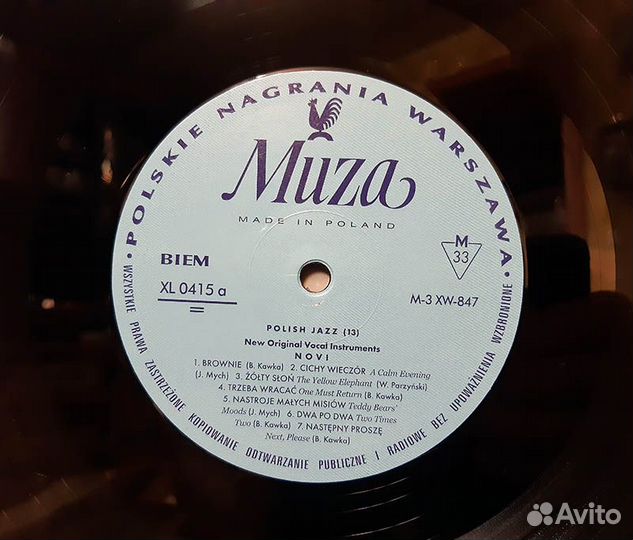 • POLSKIE NAGRANIA WARSZAWA •
Muza
MADE IN POLAND
BIEM
XL 0415 a
M
33
M-3 XW-847
POLISH JAZZ (13)
New Original Vocal Instruments
NOVI
1. BROWNIE (B. Kawka) 2. CICHY WIECZÓR A Calm Evening
(J. Mych) 3. ŻÓŁTY SŁOŃ The Yellow Elephant (W. Parzyński)
4. TRZEBA WRACAĆ One Must Return (B. Kawka)
5. NASTROJE MAŁYCH MISIÓW Teddy Bears'
Moods (J. Mych) 6. DWA PO DWA Two Times
Two (B. Kawka) 7. NASTĘPNY PROSZĘ
Next, Please (B. Kawka)
WSZYSTKIE PRAWA ZASTRZEŻONE KOPIOWANIE ODTWARZANIE PUBLICZNE I RADIOWE BEZ UPOWAŻNIENIA WZBRONIONE
Avito